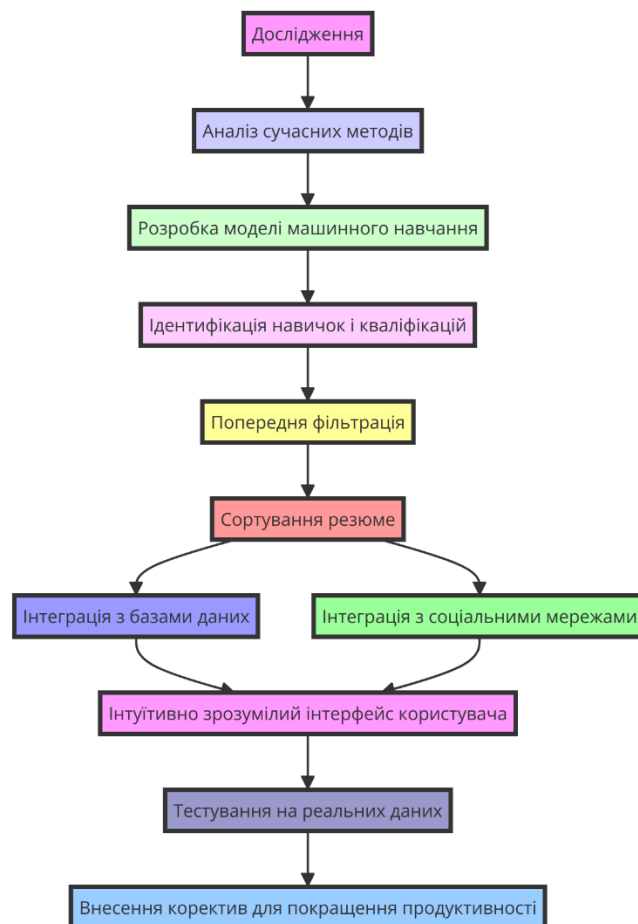 Дослідження
Аналіз сучасних методів
Розробка моделі машинного навчання
Ідентифікація навичок і кваліфікацій
Попередня фільтрація
Сортування резюме
Інтеграція з базами даних
Інтеграція з соціальними мережами
Інтуїтивно зрозумілий інтерфейс користувача
Тестування на реальних даних
Внесення коректив для покращення продуктивності